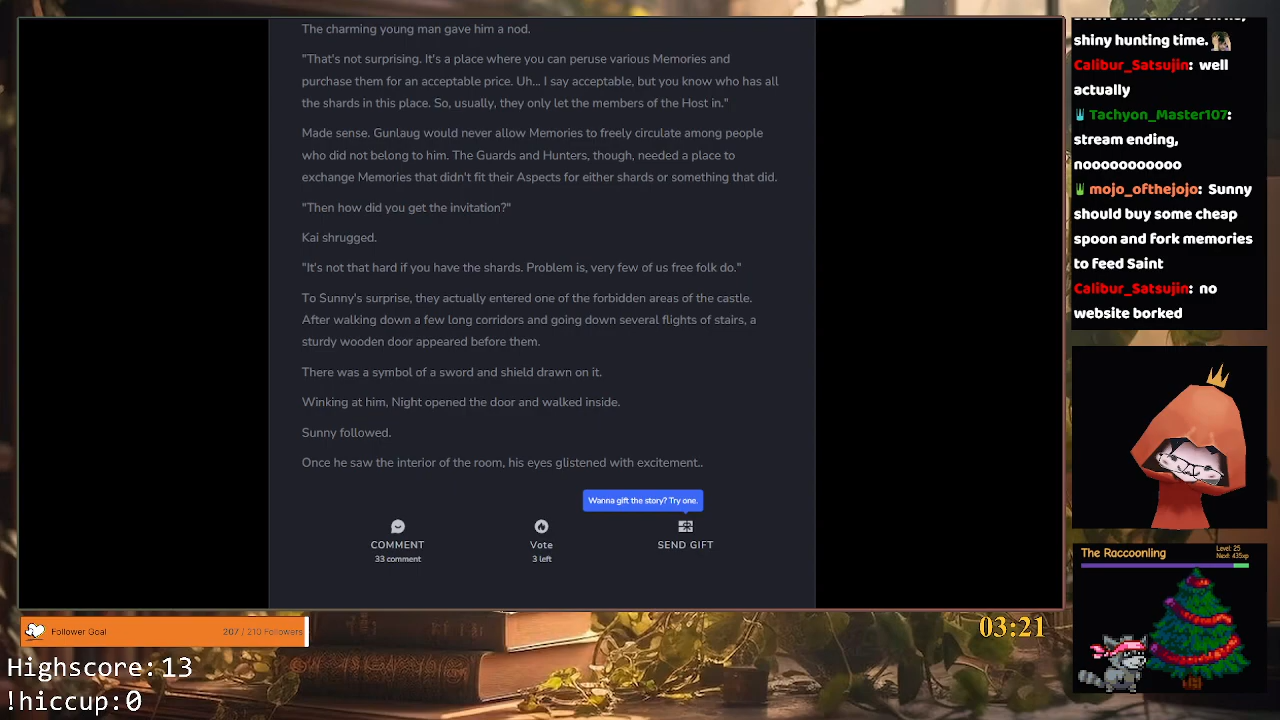 The charming young man gave him a nod.
"That's not surprising. It's a place where you can peruse various Memories and
purchase them for an acceptable price. Uh... I say acceptable, but you know who has all
the shards in this place. So, usually, they only let the members of the Host in."
Made sense. Gunlaug would never allow Memories to freely circulate among people
who did not belong to him. The Guards and Hunters, though, needed a place to
exchange Memories that didn't fit their Aspects for either shards or something that did.
"Then how did you get the invitation?"
Kai shrugged.
"It's not that hard if you have the shards. Problem is, very few of us free folk do."
To Sunny's surprise, they actually entered one of the forbidden areas of the castle.
After walking down a few long corridors and going down several flights of stairs, a
sturdy wooden door appeared before them.
There was a symbol of a sword and shield drawn on it.
Winking at him, Night opened the door and walked inside.
Sunny followed.
Once he saw the interior of the room, his eyes glistened with excitement..
Wanna gift the story? Try one.
COMMENT
33 comment
Vote
3 left
SEND GIFT
shiny hunting time.
Calibur_Satsujin: well
actually
Tachyon_Master107:
stream ending,
nooooooooooo
mojo_ofthejojo: Sunny
should buy some cheap
spoon and fork memories
to feed Saint
Calibur_Satsujin: no
website borked
The Raccoonling
Level: 25
Next: 435xp
Follower Goal
207 / 210 Followers
03:21
Highscore:13
!hiccup:0